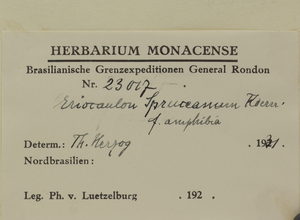 HERBARIUM MONACENSE
Brasilianische Grenzexpeditionen General Rondon
Nr. 23007
Eriocaulon Spruceanum Koern.
f. amphibia
Determ.: Th. Herzog . 1931
Nordbrasilien:
Leg. Ph. v. Luetzelburg . 192 .